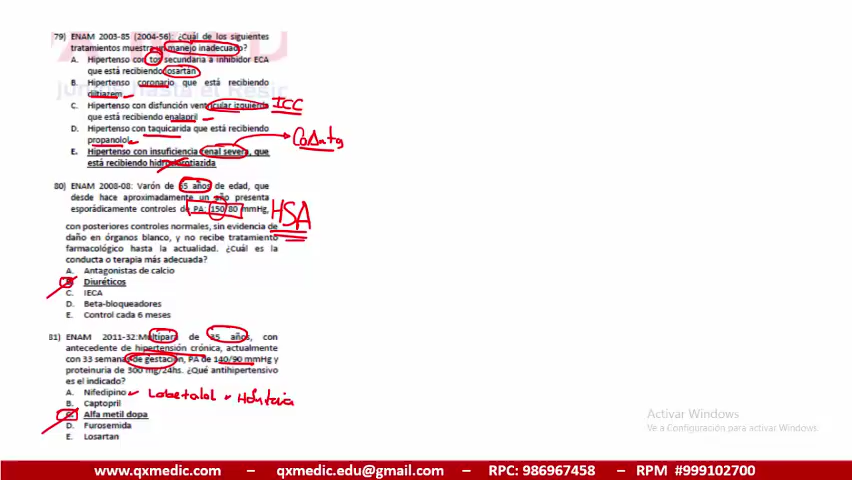 79) ENAM 2003-85 (2004-56): ¿Cuál de los siguientes
tratamientos muestra un manejo inadecuado?
A. Hipertenso con tos secundaria a inhibidor ECA
que está recibiendo losartán
B. Hipertenso coronario que está recibiendo
diltiarem
C. Hipertenso con disfunción ventricular izquierda
que está recibiendo enalapril
ICC
D. Hipertenso con taquicarida que está recibiendo
propanolol
E. Hipertenso con insuficiencia renal severa, que
está recibiendo hidroclorotiazida
80) ENAM 2008-08: Varón de 65 años de edad, que
desde hace aproximadamente un año presenta
esporádicamente controles de PA: 150/80 mmHg,
HSA
con posteriores controles normales, sin evidencia de
daño en órganos blanco, y no recibe tratamiento
farmacológico hasta la actualidad. ¿Cuál es la
conducta o terapia más adecuada?
A. Antagonistas de calcio
B. Diuréticos
C. IECA
D. Beta-bloqueadores
E. Control cada 6 meses
81) ENAM 2011-32:Multipara de 35 años, con
antecedente de hipertensión crónica, actualmente
con 33 semanas de gestación, PA de 140/90 mmHg y
proteinuria de 300 mg/24hs. ¿Qué antihipertensivo
es el indicado?
A. Nifedipino
Labetalol
B. Captopril
C. Alfa metil dopa
D. Furosemida
E. Losartan
Activar Windows
Ve a Configuración para activar Windows.
www.qxmedic.com – qxmedic.edu@gmail.com – RPC: 986967458 – RPM #999102700